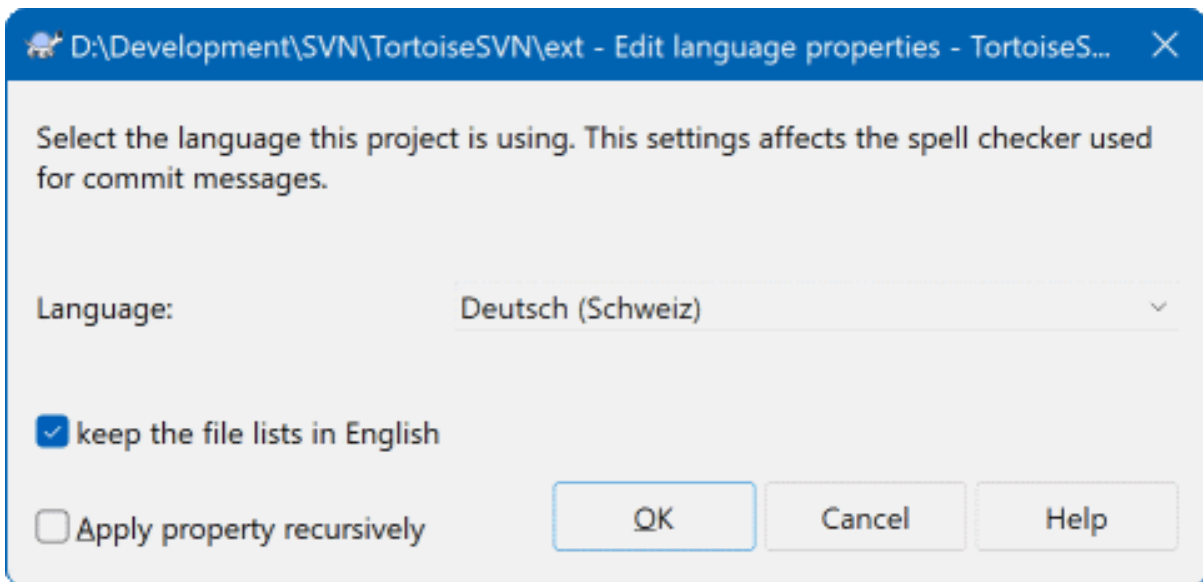 D:\Development\SVN\TortoiseSVN\ext - Edit language properties - TortoiseS...
Select the language this project is using. This settings affects the spell checker used
for commit messages.
Language:
Deutsch (Schweiz)
keep the file lists in English
Apply property recursively
OK
Cancel
Help